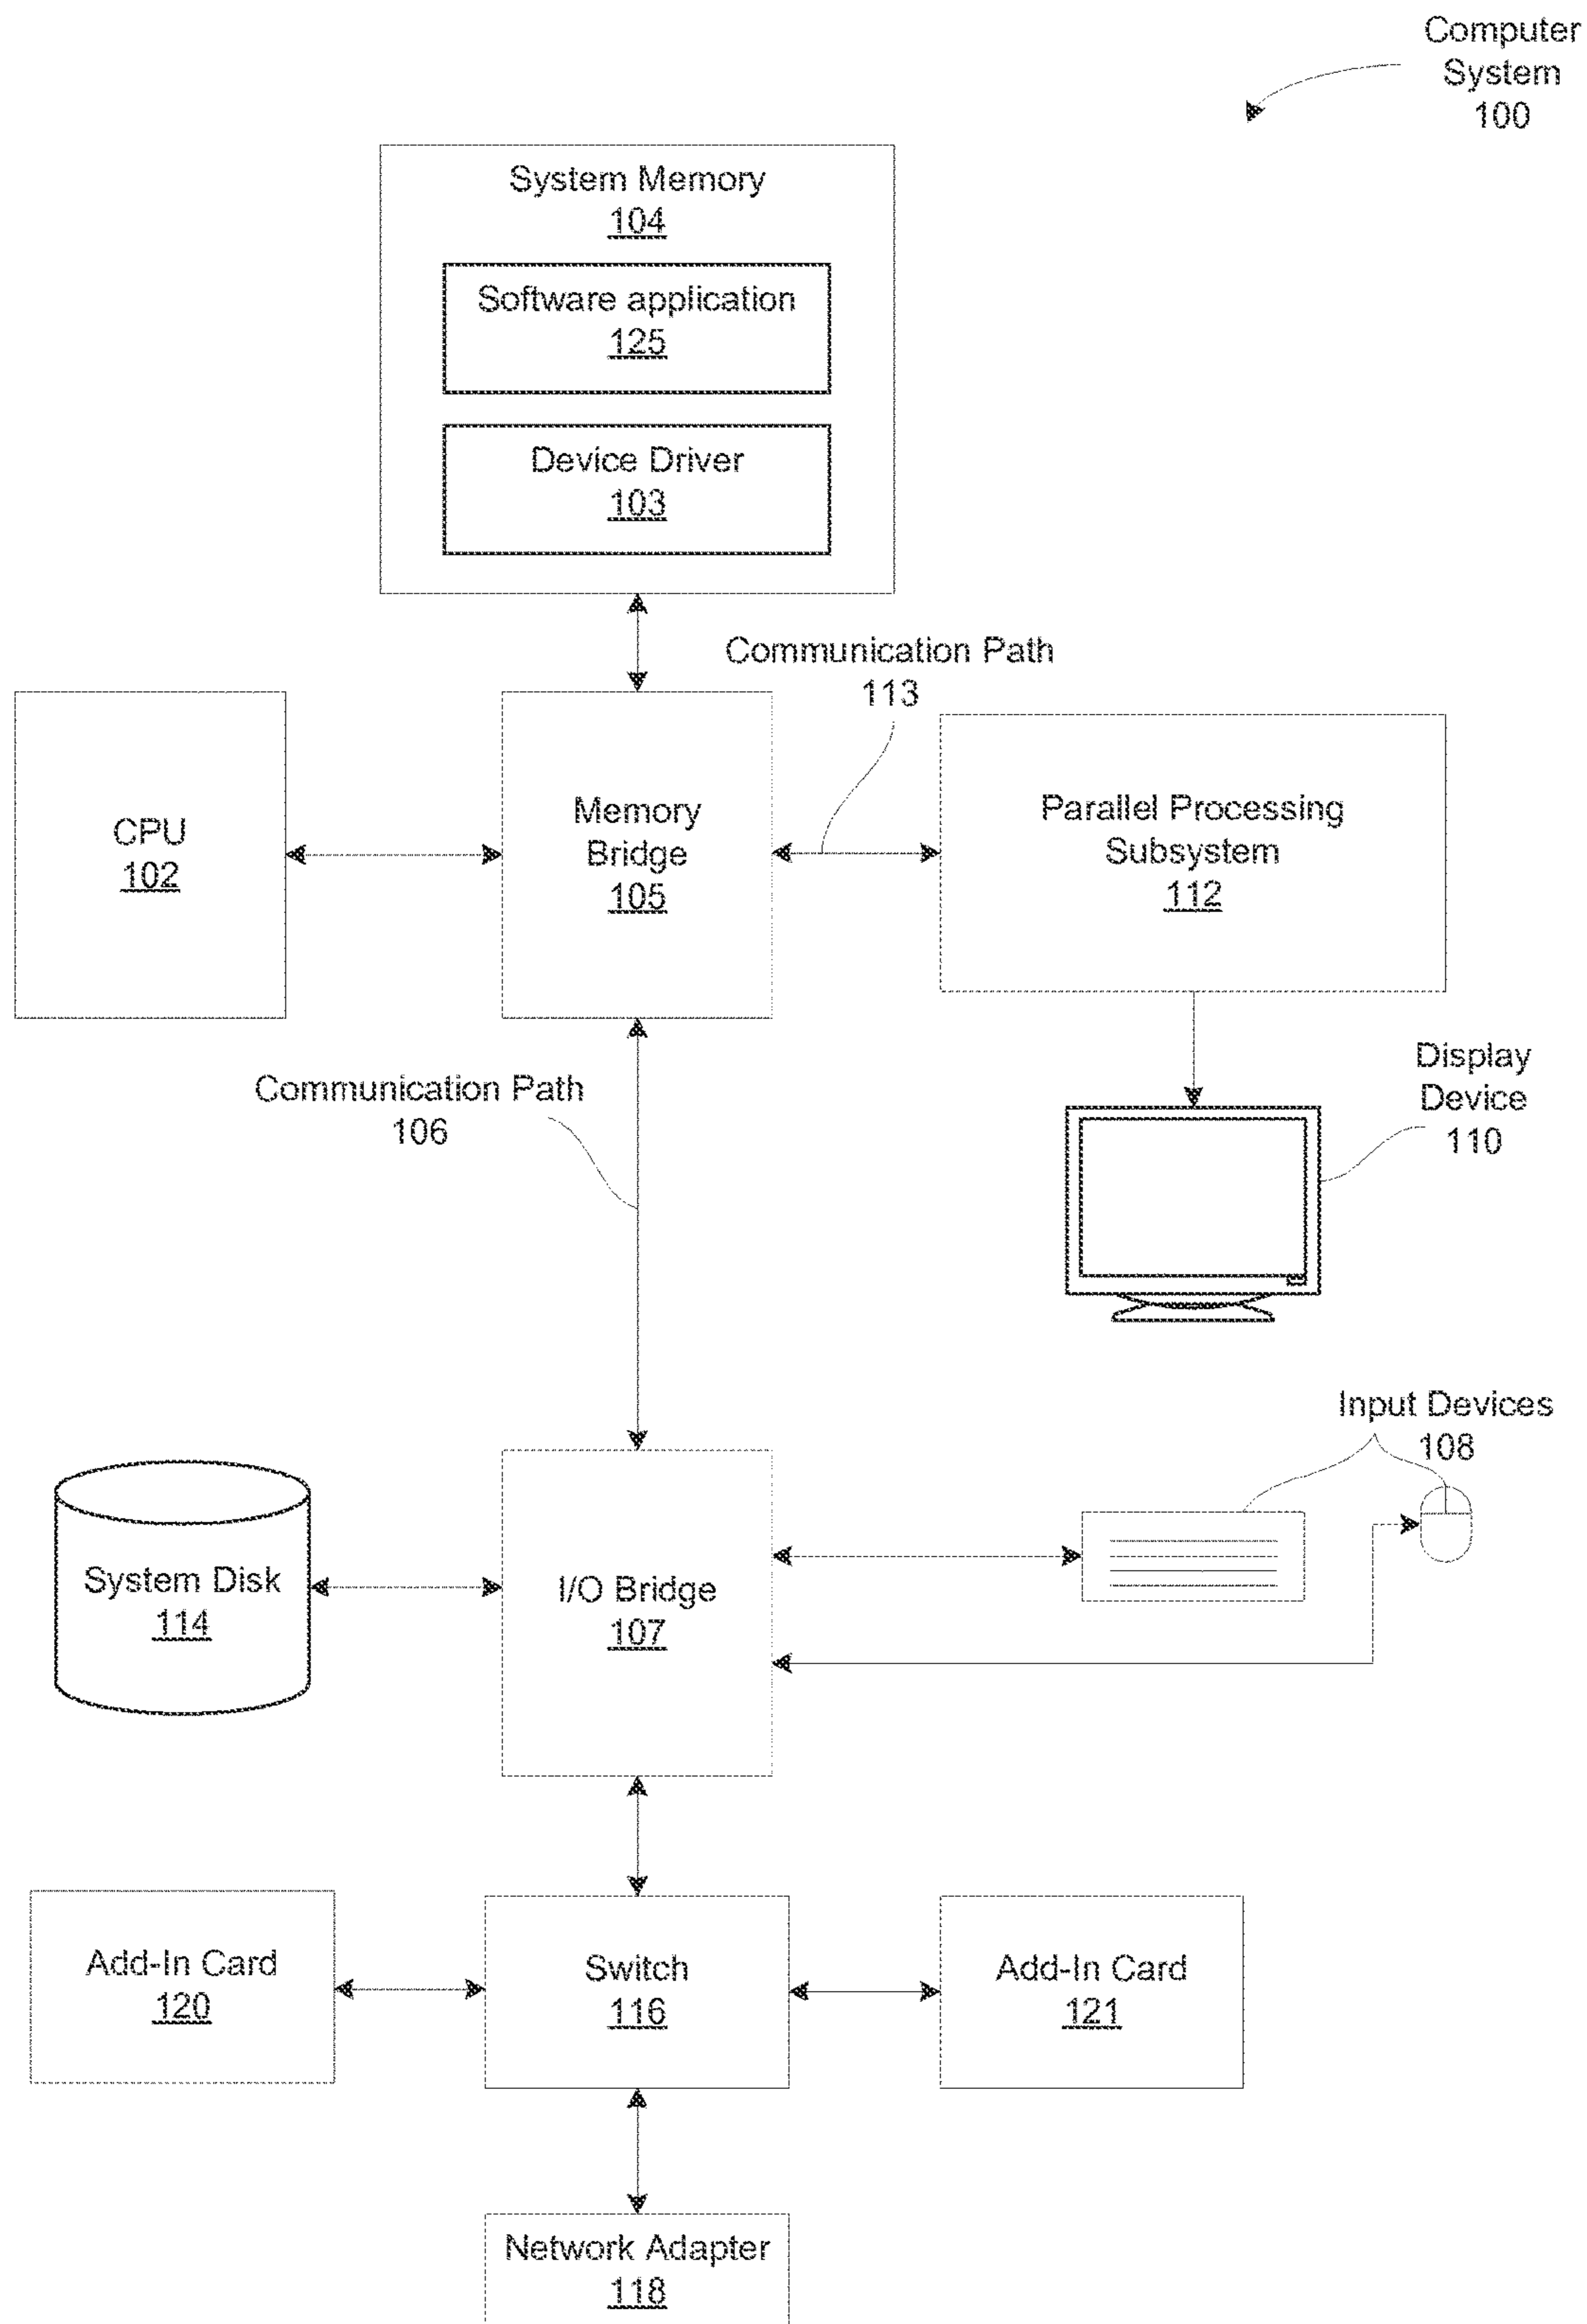 Computer
System
100
System Memory
104
Software application
125
Device Driver
103
Communication Path
113
CPU
102
Memory
Bridge
105
Parallel Processing
Subsystem
112
Communication Path
106
Display
Device
110
Input Devices
108
System Disk
114
I/O Bridge
107
Add-In Card
120
Switch
116
Add-In Card
121
Network Adapter
118